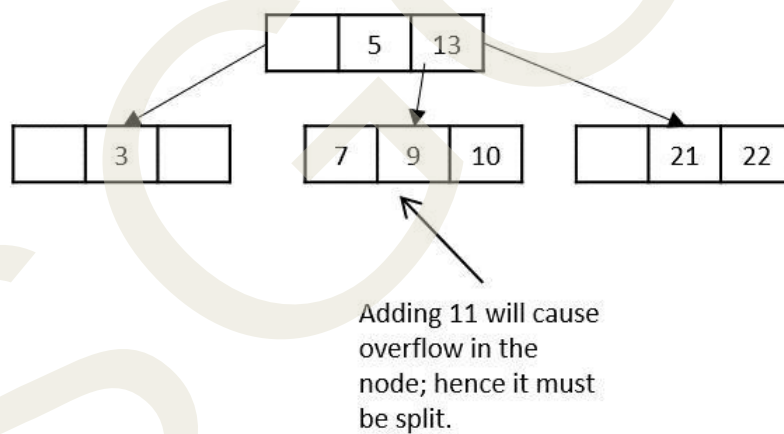 5 13
3 7 9 10 21 22
Adding 11 will cause
overflow in the
node; hence it must
be split.